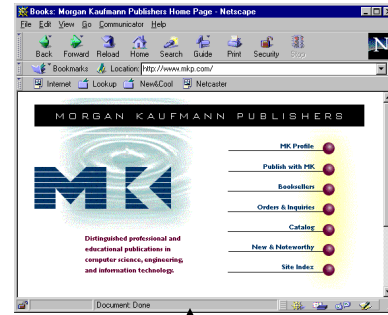 Books: Morgan Kaufmann Publishers Home Page - Netscape
File Edit View Go Communicator Help
Back Forward Reload Home Search Guide Print Security Stop
Bookmarks Location: http://www.mkp.com/
Internet Lookup New&Cool Netcaster
MORGAN KAUFMANN PUBLISHERS
MK Profile
Publish with MK
Booksellers
Orders & Inquiries
Catalog
New & Noteworthy
Site Index
MK
Distinguished professional and
educational publications in
computer science, engineering,
and information technology.
Document: Done